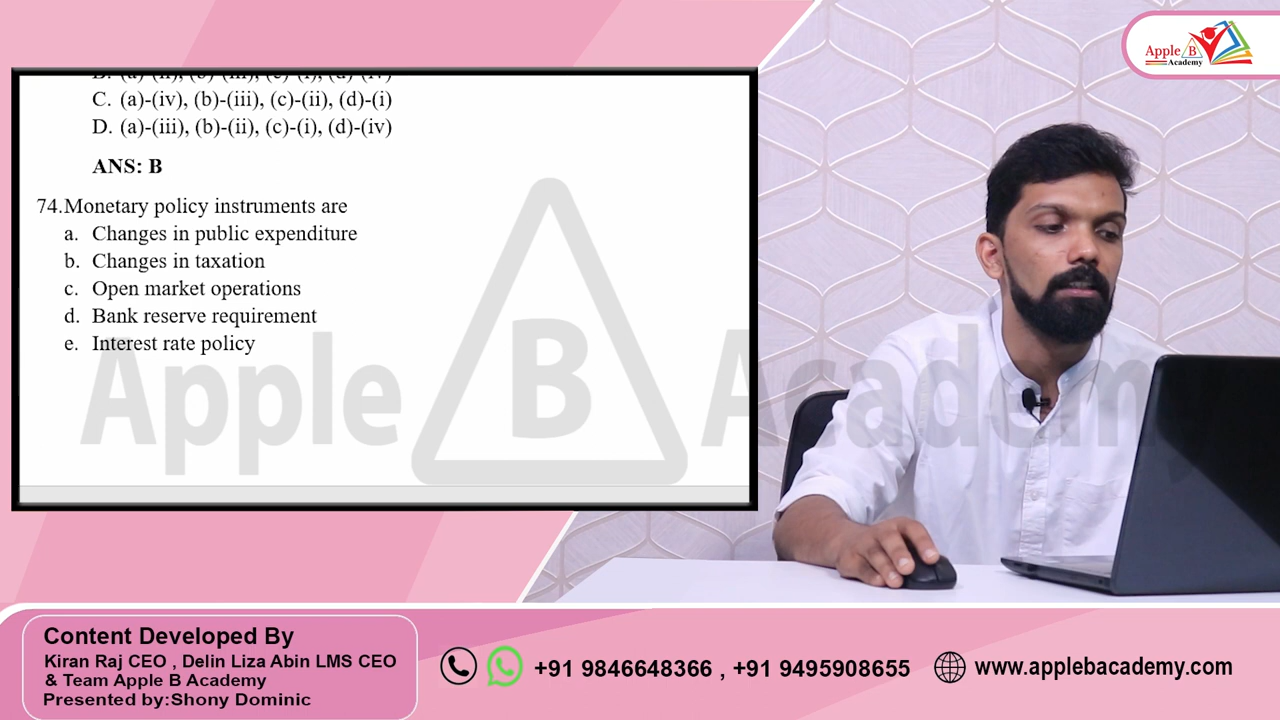 Apple B
Academy
C. (a)-(iv), (b)-(iii), (c)-(ii), (d)-(i)
D. (a)-(iii), (b)-(ii), (c)-(i), (d)-(iv)
ANS: B
74.Monetary policy instruments are
a. Changes in public expenditure
b. Changes in taxation
c. Open market operations
d. Bank reserve requirement
e. Interest rate policy
Apple B Academy
Content Developed By
Kiran Raj CEO , Delin Liza Abin LMS CEO
& Team Apple B Academy
Presented by:Shony Dominic
+91 9846648366 , +91 9495908655
www.applebacademy.com